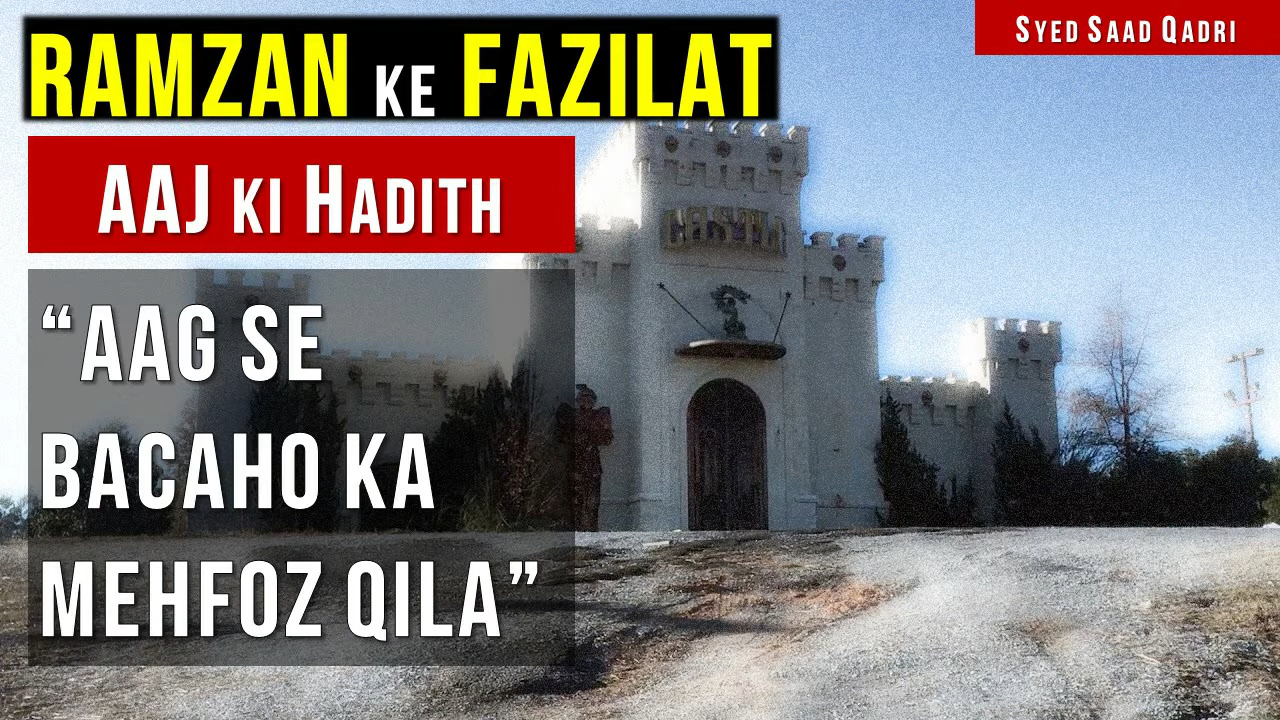 RAMZAN KE FAZILAT
SYED SAAD QADRI
AAJ KI HADITH
“AAG SE
BACAHO KA
MEHFOZ QILA”